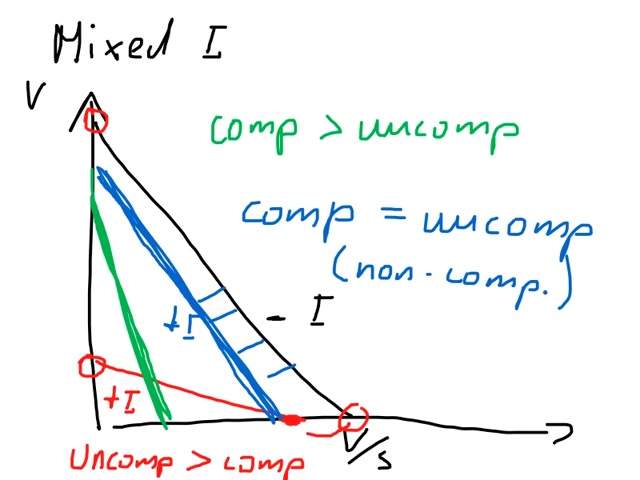 Mixed I
V
comp > uncomp
comp = uncomp
(non-comp.)
- I
+I
+I
V/s
Uncomp > comp